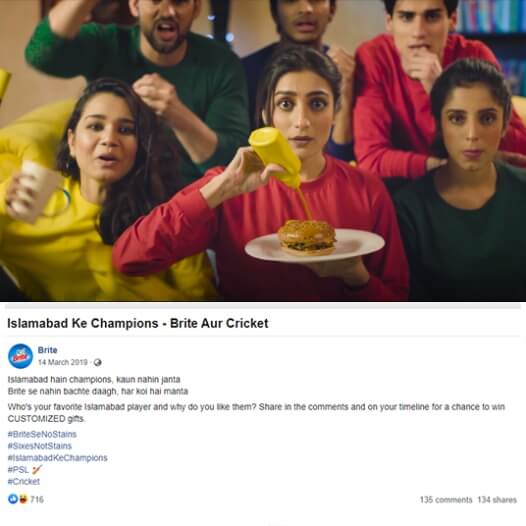 Islamabad Ke Champions - Brite Aur Cricket
Brite
Brite
14 March 2019 ·
Islamabad hain champions, kaun nahin janta
Brite se nahin bachte daagh, har koi hai manta
Who's your favorite Islamabad player and why do you like them? Share in the comments and on your timeline for a chance to win
CUSTOMIZED gifts.
#BriteSeNoStains
#SixesNotStains
#IslamabadKeChampions
#PSL
#Cricket
716 135 comments 134 shares